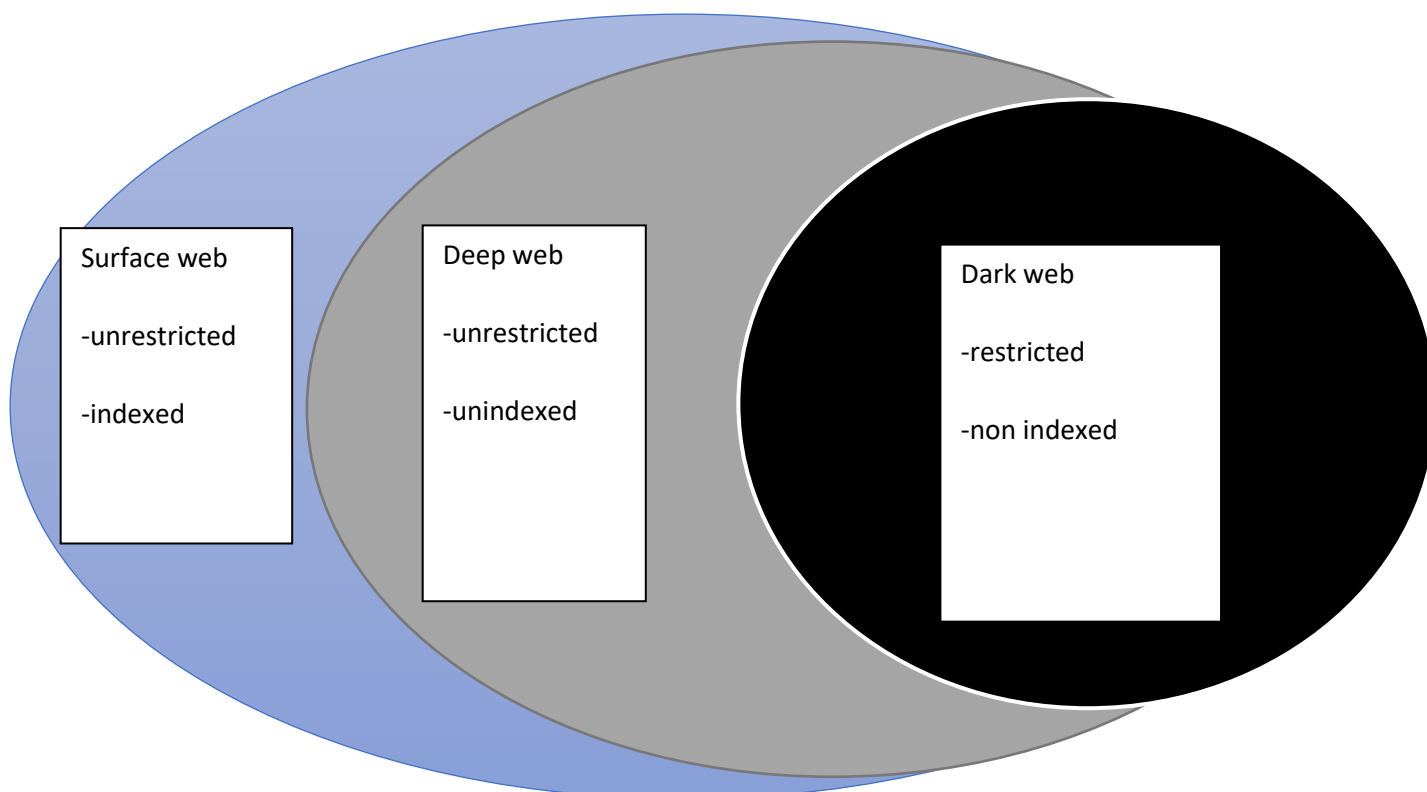 Surface web
-unrestricted
-indexed
Deep web
-unrestricted
-unindexed
Dark web
-restricted
-non indexed